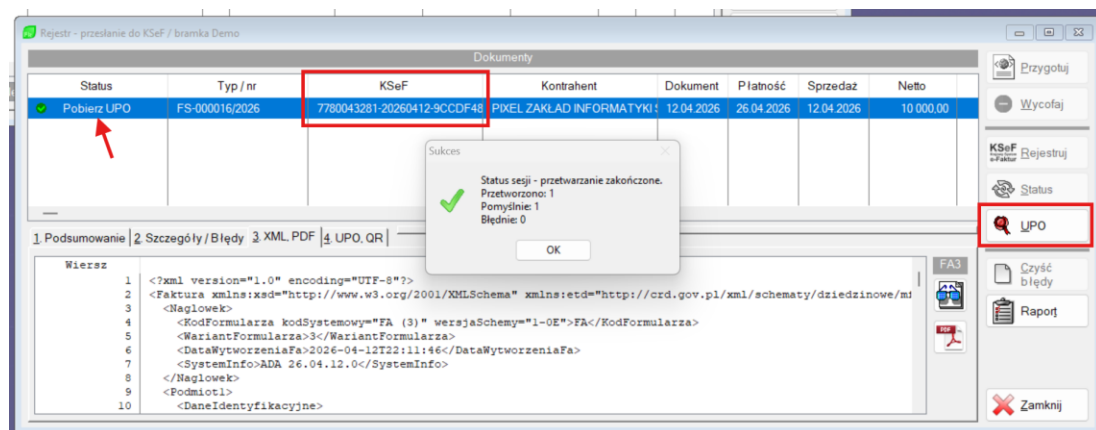 Rejestr - przesłanie do KSeF / bramka Demo
Dokumenty
Status Typ / nr KSeF Kontrahent Dokument Płatność Sprzedaż Netto
Pobierz UPO FS-000016/2026 7780043281-20260412-9CCDF48 PIXEL ZAKŁAD INFORMATYKI 12.04.2026 26.04.2026 12.04.2026 10 000,00
Sukces
Status sesji - przetwarzanie zakończone.
Przetworzono: 1
Pomyślnie: 1
Błędnie: 0
OK
Przygotuj
Wycofaj
KSeF
e-Faktur
Rejestruj
Status
UPO
Czyść
błędy
Raport
Zamknij
1. Podsumowanie 2. Szczegóły / Błędy 3. XML, PDF 4. UPO, QR
FA3
PDF
Wiersz
1 <?xml version="1.0" encoding="UTF-8"?>
2 <Faktura xmlns:xsd="http://www.w3.org/2001/XMLSchema" xmlns:etd="http://crd.gov.pl/xml/schematy/dziedzinowe/mf
3 <Naglowek>
4 <KodFormularza kodSystemowy="FA (3)" wersjaSchemy="1-0E">FA</KodFormularza>
5 <WariantFormularza>3</WariantFormularza>
6 <DataWytworzeniaFa>2026-04-12T22:11:46</DataWytworzeniaFa>
7 <SystemInfo>ADA 26.04.12.0</SystemInfo>
8 </Naglowek>
9 <Podmiot1>
10 <DaneIdentyfikacyjne>